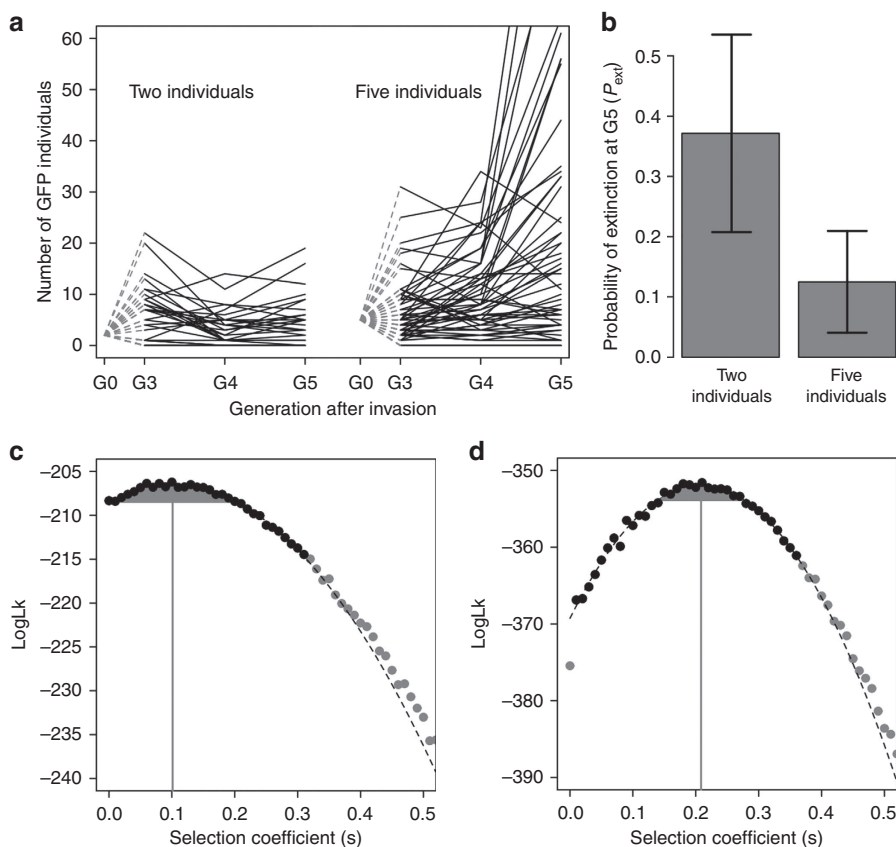 a
Number of GFP individuals
60
50
40
30
20
10
0
Two individuals
Five individuals
G0 G3 G4 G5 G0 G3 G4 G5
Generation after invasion
b
Probability of extinction at G5 (Pext)
0.5
0.4
0.3
0.2
0.1
0.0
Two
individuals
Five
individuals
c
LogLk
–205
–210
–215
–220
–225
–230
–235
–240
0.0 0.1 0.2 0.3 0.4 0.5
Selection coefficient (s)
d
LogLk
–350
–360
–370
–380
–390
0.0 0.1 0.2 0.3 0.4 0.5
Selection coefficient (s)